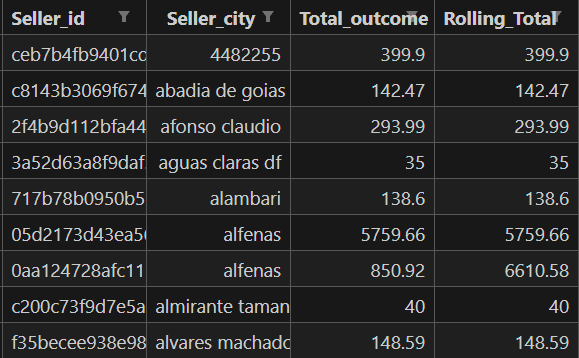 Seller_id Seller_city Total_outcome Rolling_Total
ceb7b4fb9401cd 4482255 399.9 399.9
c8143b3069f674 abadia de goias 142.47 142.47
2f4b9d112bfa44 afonso claudio 293.99 293.99
3a52d63a8f9daf aguas claras df 35 35
717b78b0950b5 alambari 138.6 138.6
05d2173d43ea5 alfenas 5759.66 5759.66
0aa124728afc11 alfenas 850.92 6610.58
c200c73f9d7e5a almirante taman 40 40
f35becee938e98 alvares machado 148.59 148.59